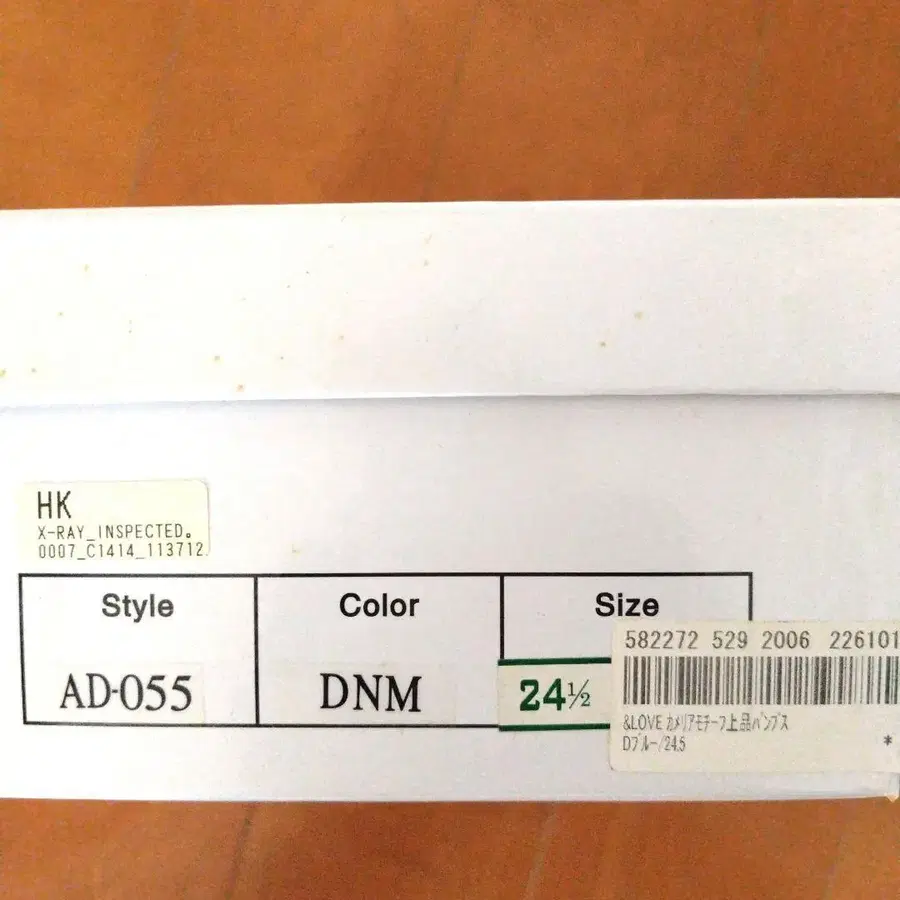 HK
X-RAY_INSPECTED。
0007_C1414_113712
Style Color Size
AD-055 DNM 24½
582272 529 2006 226101
&LOVE カメリアモチーフ上品パンプス
Dブルー/24.5 *